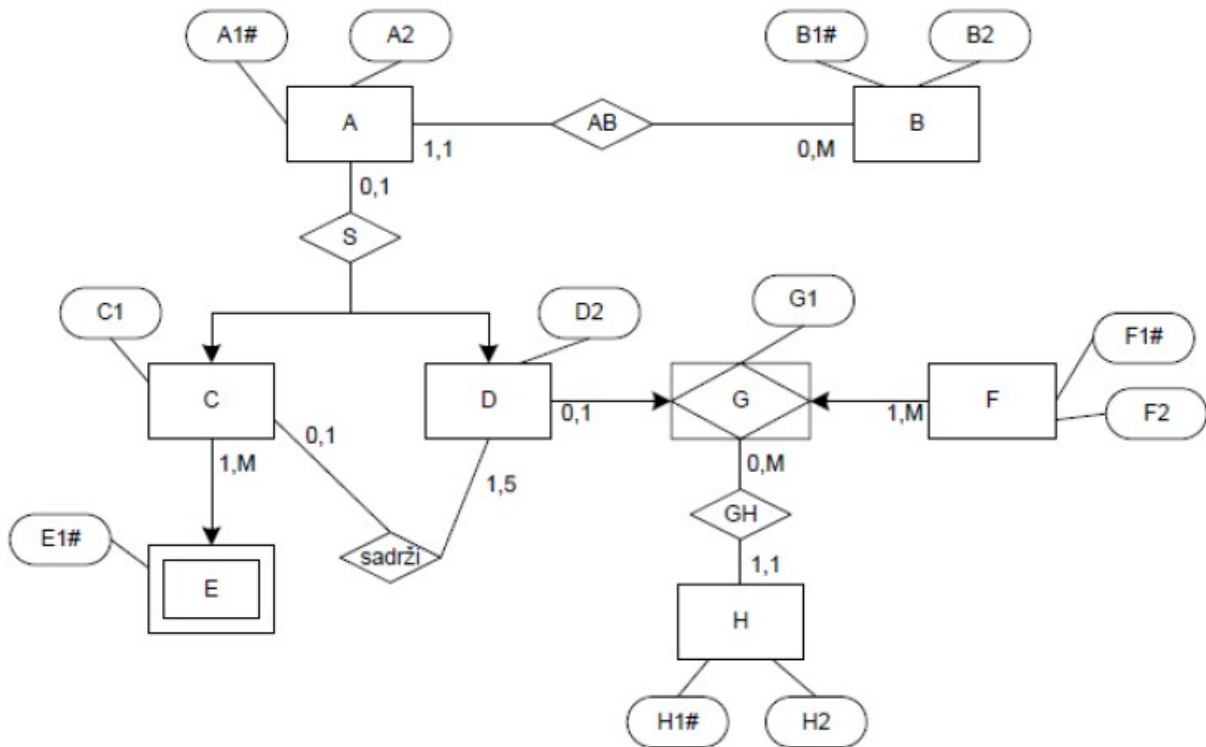 A1#
A2
B1#
B2
A
AB
B
1,1
0,M
0,1
S
C1
D2
G1
F1#
C
D
G
F
F2
0,1
0,1
1,M
1,M
1,5
0,M
GH
E1#
sadrži
E
1,1
H
H1#
H2